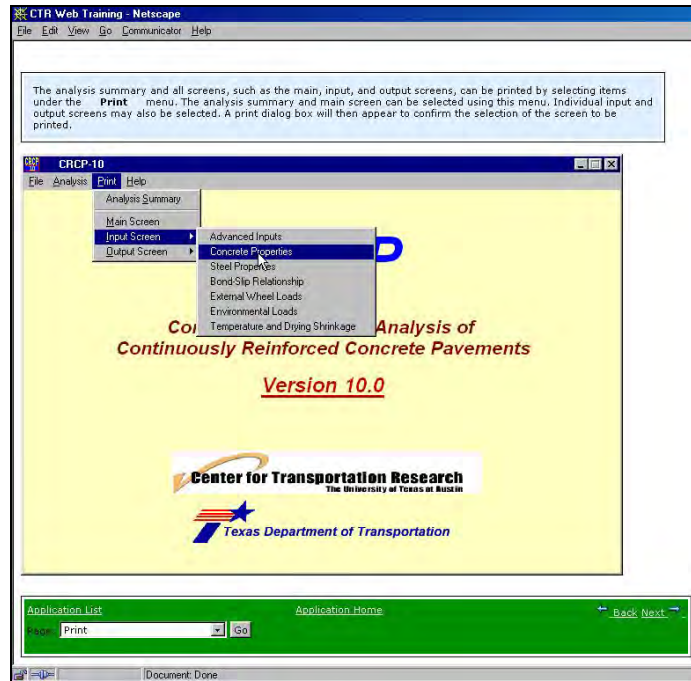 CTR Web Training - Netscape
File Edit View Go Communicator Help
The analysis summary and all screens, such as the main, input, and output screens, can be printed by selecting items
under the Print menu. The analysis summary and main screen can be selected using this menu. Individual input and
output screens may also be selected. A print dialog box will then appear to confirm the selection of the screen to be
printed.
CRCP-10
File Analysis Print Help
Analysis Summary
Main Screen
Input Screen
Output Screen
Advanced Inputs
Concrete Properties
Steel Properties
Bond-Slip Relationship
External Wheel Loads
Environmental Loads
Temperature and Drying Shrinkage
P
Co Analysis of
Continuously Reinforced Concrete Pavements
Version 10.0
Center for Transportation Research
The University of Texas at Austin
Texas Department of Transportation
Application List Application Home Back Next
Page: Print Go
Document: Done